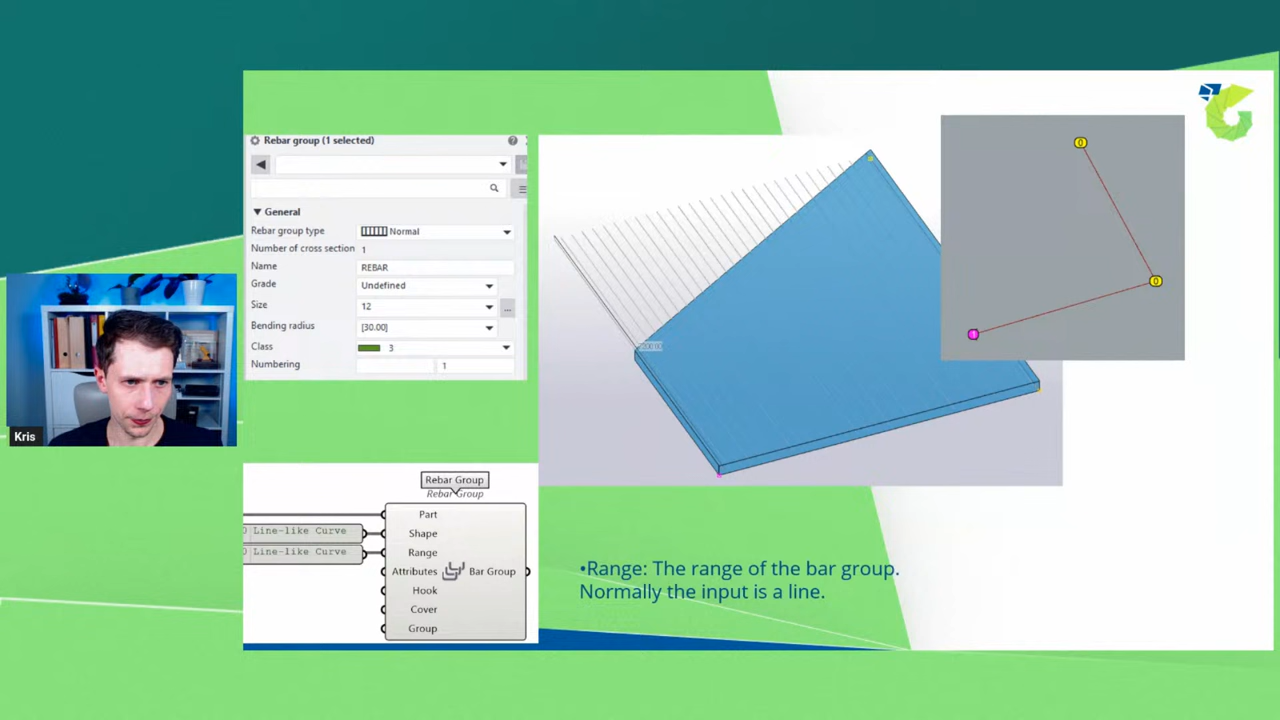 Rebar group (1 selected)
General
Rebar group type Normal
Number of cross section 1
Name REBAR
Grade Undefined
Size 12 ...
Bending radius [30.00]
Class 3
Numbering 1
0
0
1
Kris
Rebar Group
Rebar Group
Part
Line-like Curve Shape
Line-like Curve Range
Attributes Bar Group
Hook
Cover
Group
•Range: The range of the bar group.
Normally the input is a line.